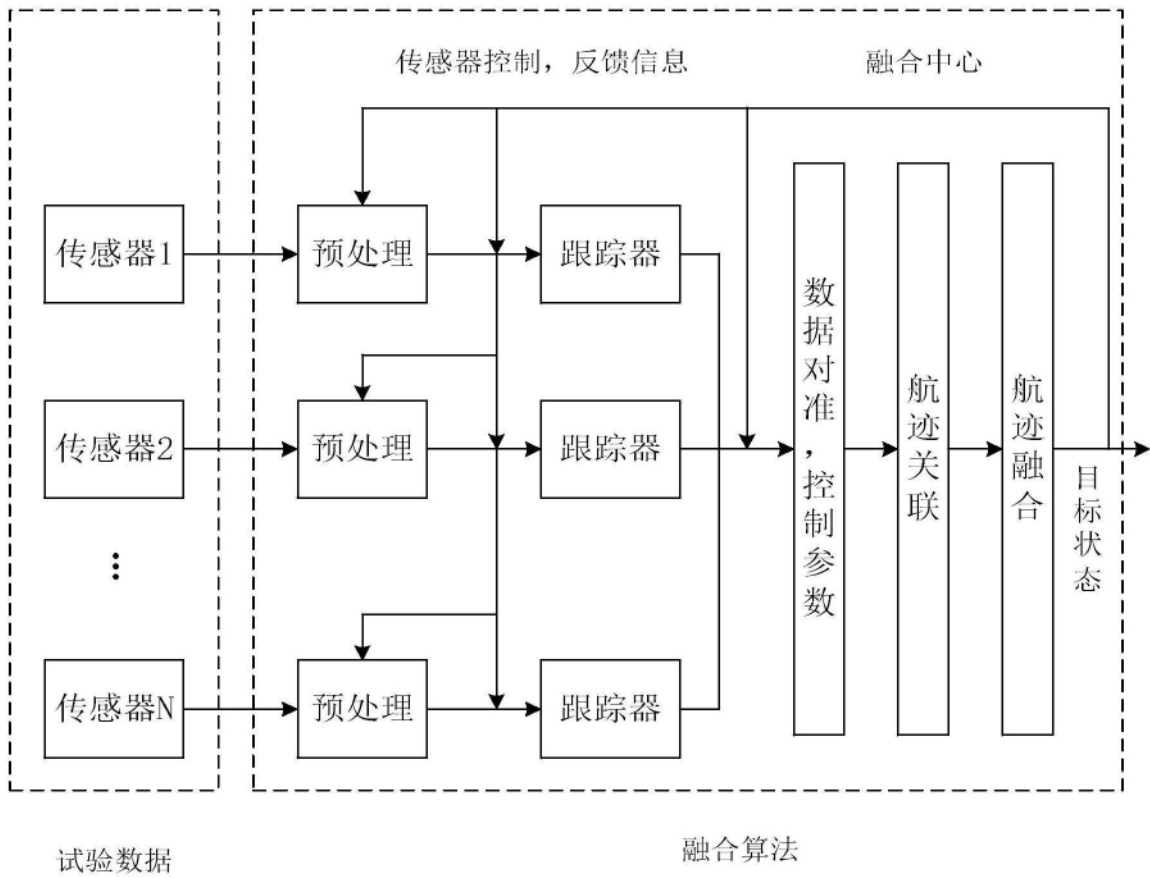 传感器控制，反馈信息
融合中心
传感器1
预处理
跟踪器
传感器2
预处理
跟踪器
传感器N
预处理
跟踪器
数据对准，控制参数
航迹关联
航迹融合
目标状态
试验数据
融合算法